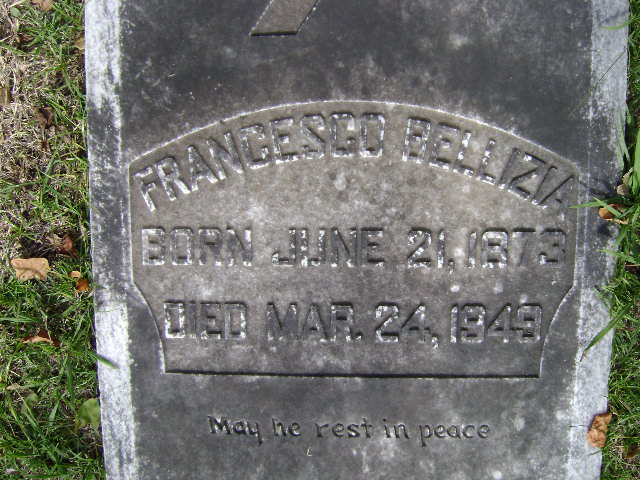 FRANCESCO BELLIZIA
BORN JUNE 21, 1873
DIED MAR. 24, 1949
May he rest in peace